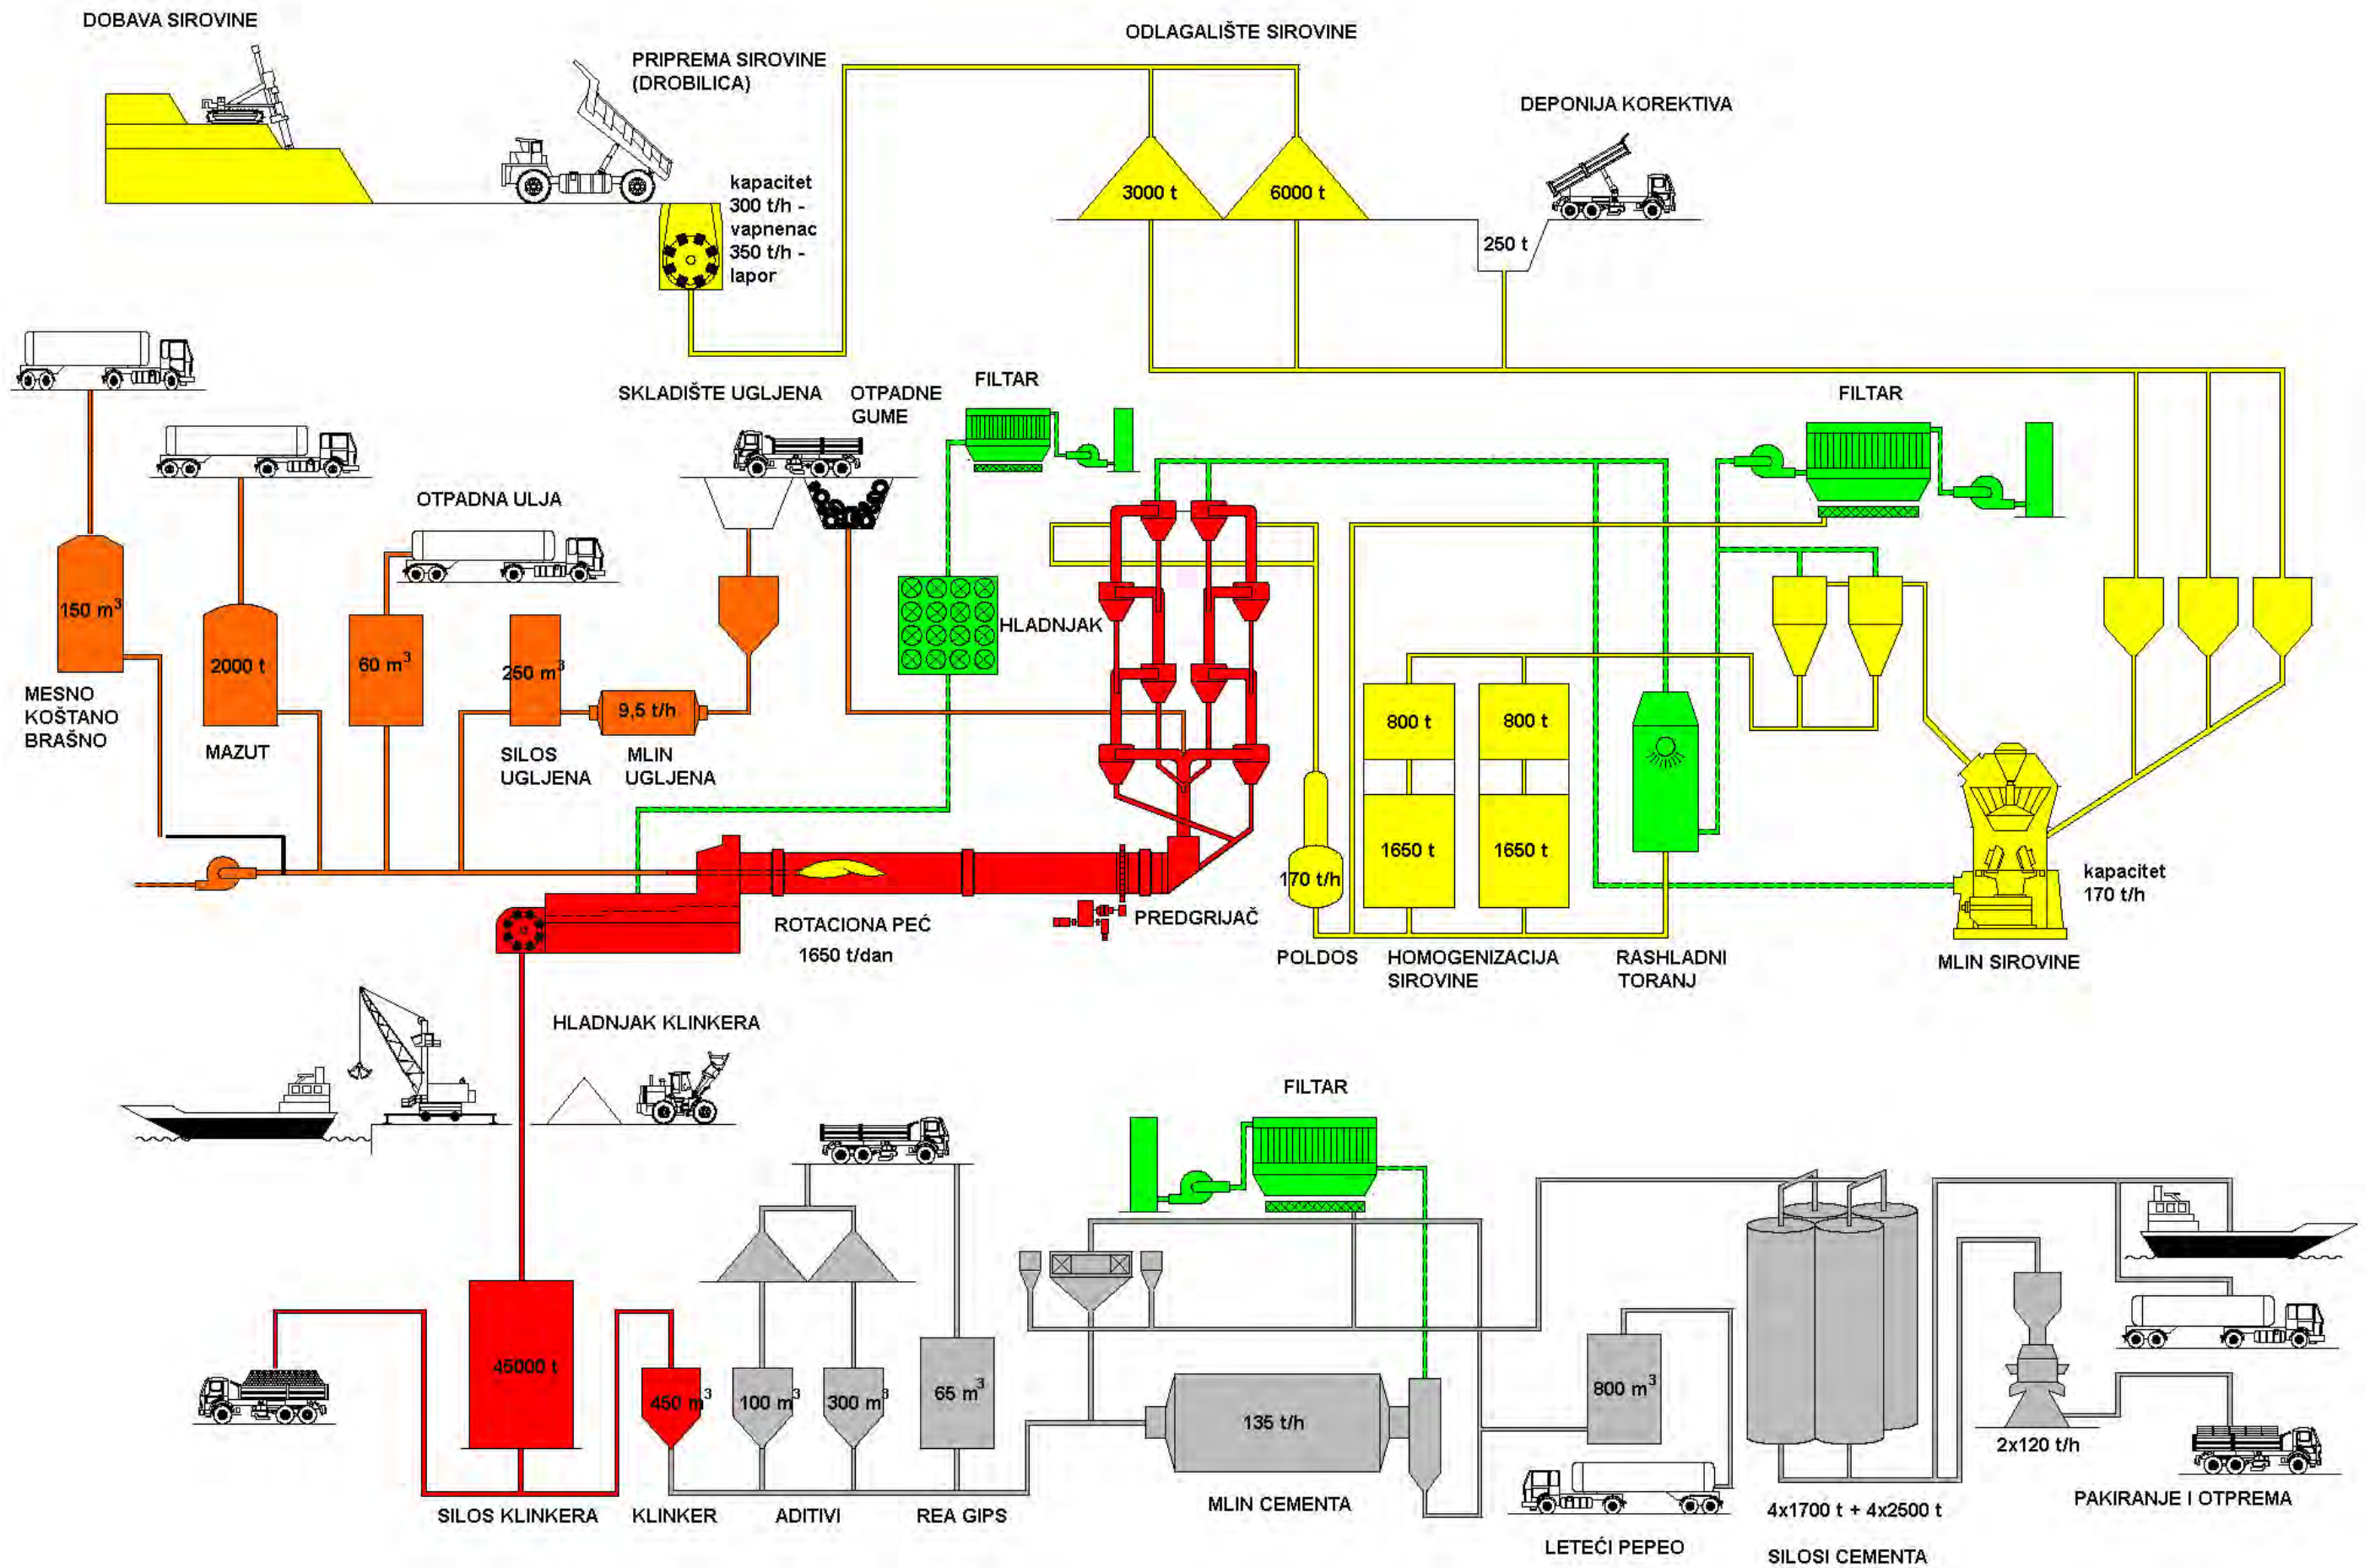 DOBAVA SIROVINE
PRIPREMA SIROVINE
(DROBILICA)
kapacitet
300 t/h -
vapnenac
350 t/h -
lapor
ODLAGALIŠTE SIROVINE
3000 t
6000 t
DEPONIJA KOREKTIVA
250 t
SKLADIŠTE UGLJENA
OTPADNE
GUME
FILTAR
FILTAR
OTPADNA ULJA
150 m³
MESNO
KOŠTANO
BRAŠNO
2000 t
MAZUT
60 m³
250 m³
SILOS
UGLJENA
9,5 t/h
MLIN
UGLJENA
HLADNJAK
ROTACIONA PEĆ
1650 t/dan
PREDGRIJAČ
170 t/h
POLDOS
800 t
800 t
1650 t
1650 t
HOMOGENIZACIJA
SIROVINE
RASHLADNI
TORANJ
kapacitet
170 t/h
MLIN SIROVINE
HLADNJAK KLINKERA
FILTAR
45000 t
SILOS KLINKERA
450 m³
KLINKER
100 m³
300 m³
ADITIVI
65 m³
REA GIPS
135 t/h
MLIN CEMENTA
800 m³
LETEĆI PEPEO
4x1700 t + 4x2500 t
SILOSI CEMENTA
2x120 t/h
PAKIRANJE I OTPREMA